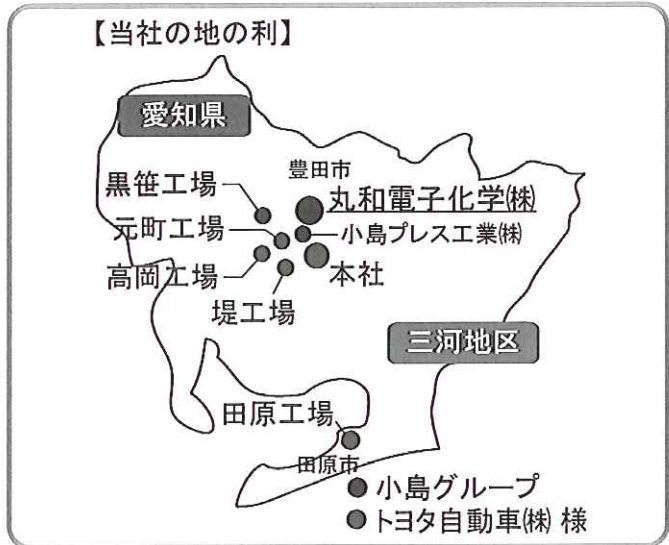 【当社の地の利】
愛知県
豊田市
黒笹工場
丸和電子化学㈱
元町工場
小島プレス工業㈱
高岡工場
本社
堤工場
三河地区
田原工場
田原市
小島グループ
トヨタ自動車㈱ 様